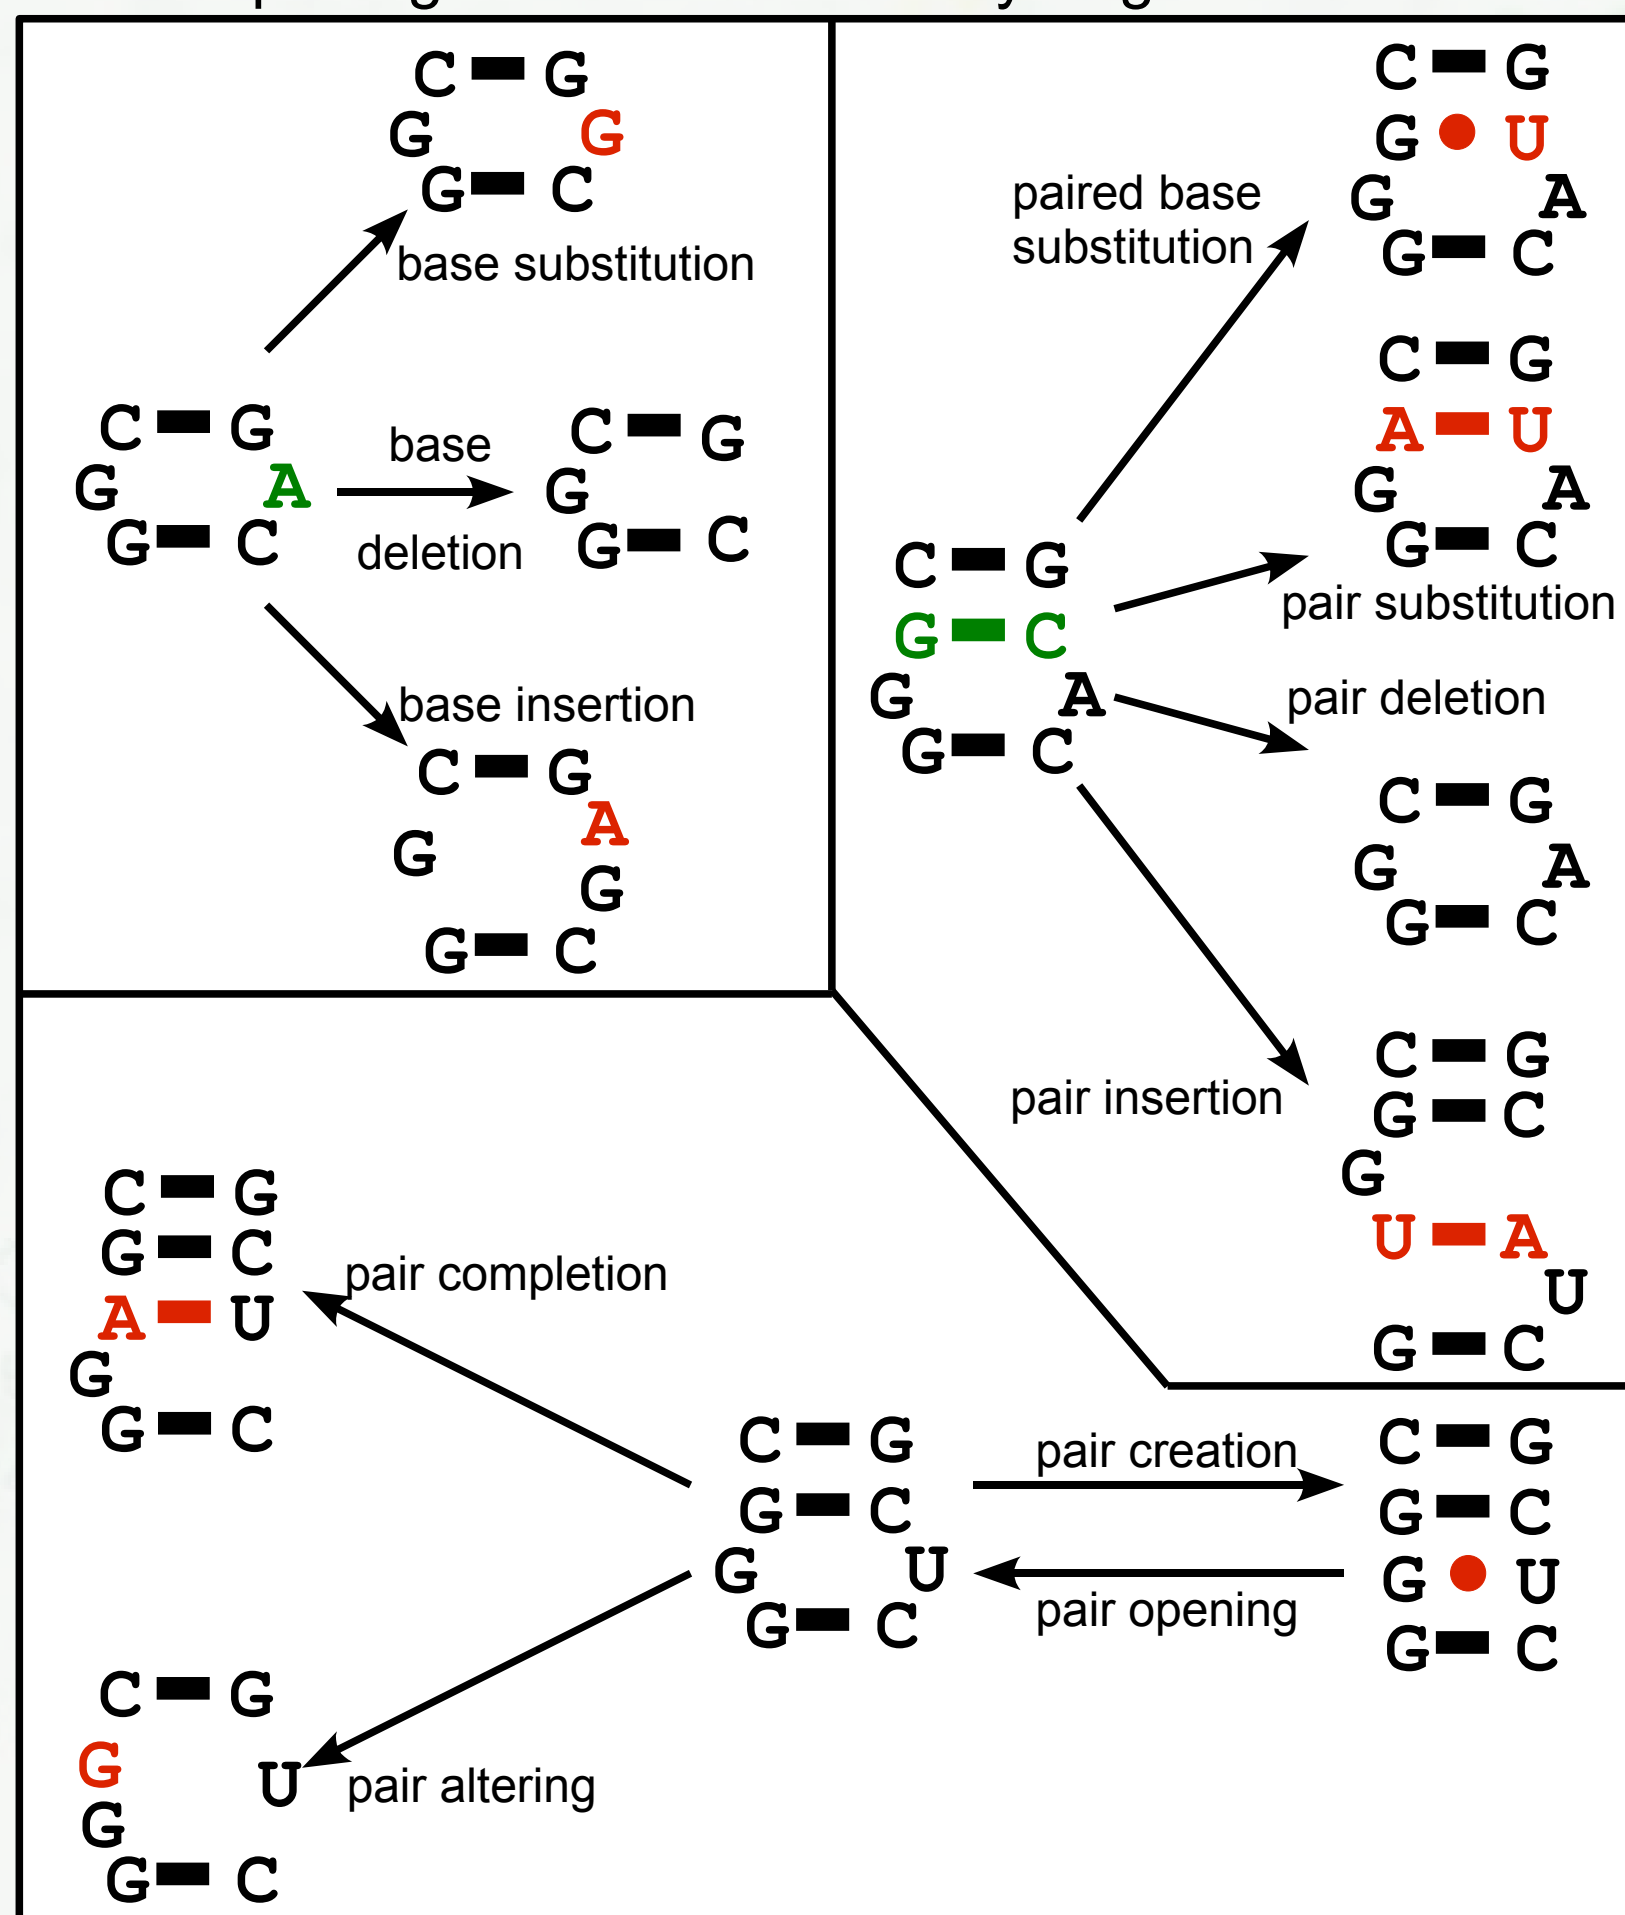 C G
G G
G C
base substitution
C G
G A
G C
base
deletion
C G
G
G C
base insertion
C G
A
G
G
G C
paired base
substitution
C G
G U
G A
G C
C G
A U
G A
G C
pair substitution
C G
G C
G A
G C
pair deletion
C G
G A
G C
pair insertion
C G
G C
G
U A
U
G C
C G
G C
A U
G
G C
pair completion
C G
G C
G U
G C
pair creation
pair opening
C G
G C
G U
G C
C G
G U
G
G C
pair altering